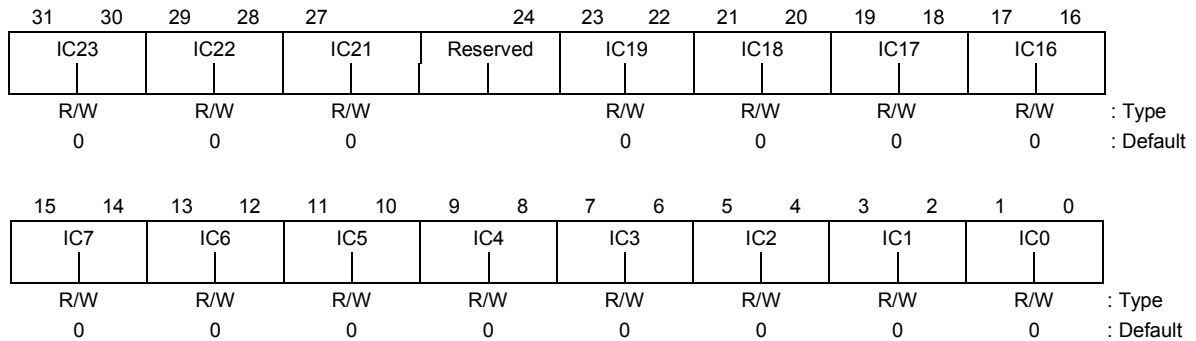 31 30 29 28 27 24 23 22 21 20 19 18 17 16
IC23 IC22 IC21 Reserved IC19 IC18 IC17 IC16
R/W R/W R/W R/W R/W R/W R/W : Type
0 0 0 0 0 0 0 : Default
15 14 13 12 11 10 9 8 7 6 5 4 3 2 1 0
IC7 IC6 IC5 IC4 IC3 IC2 IC1 IC0
R/W R/W R/W R/W R/W R/W R/W R/W : Type
0 0 0 0 0 0 0 0 : Default